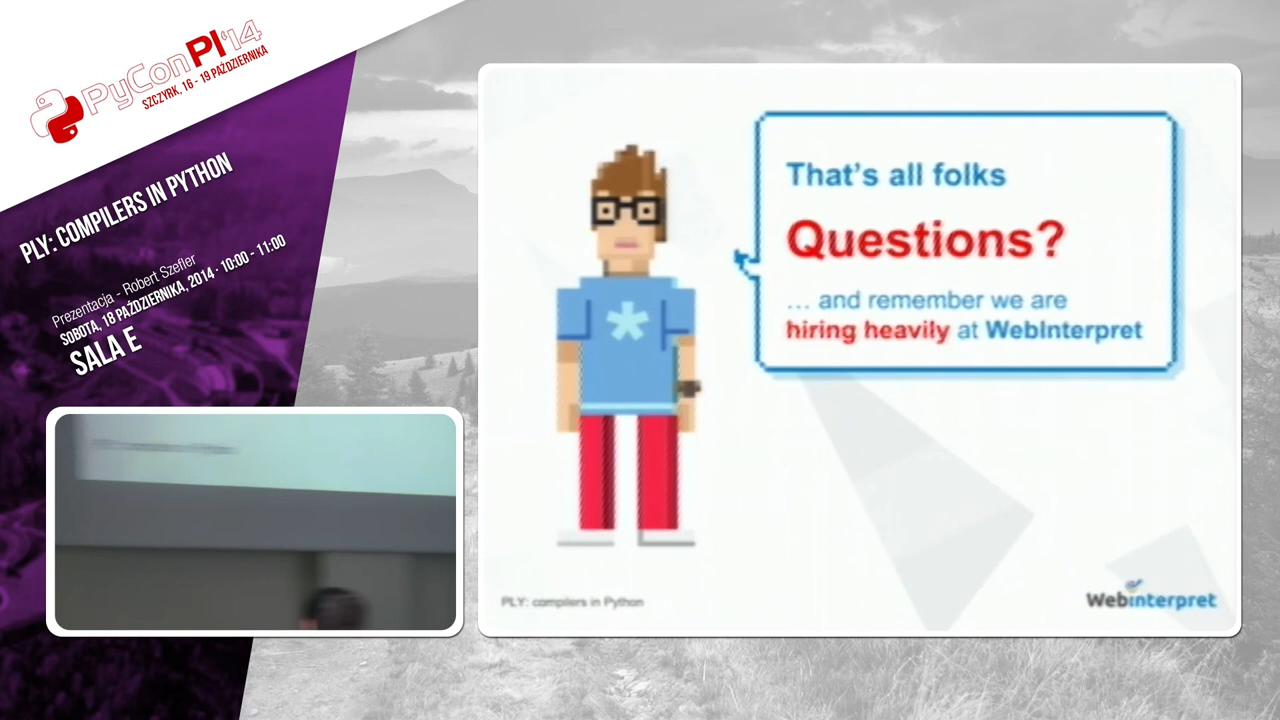 PyConPl'14
SZCZYRK, 16 - 19 PAŹDZIERNIKA
PLY: COMPILERS IN PYTHON
Prezentacja - Robert Szefler
SOBOTA, 18 PAŹDZIERNIKA, 2014 · 10:00 - 11:00
SALA E
That's all folks
Questions?
... and remember we are
hiring heavily at WebInterpret
PLY: compilers in Python
Webinterpret